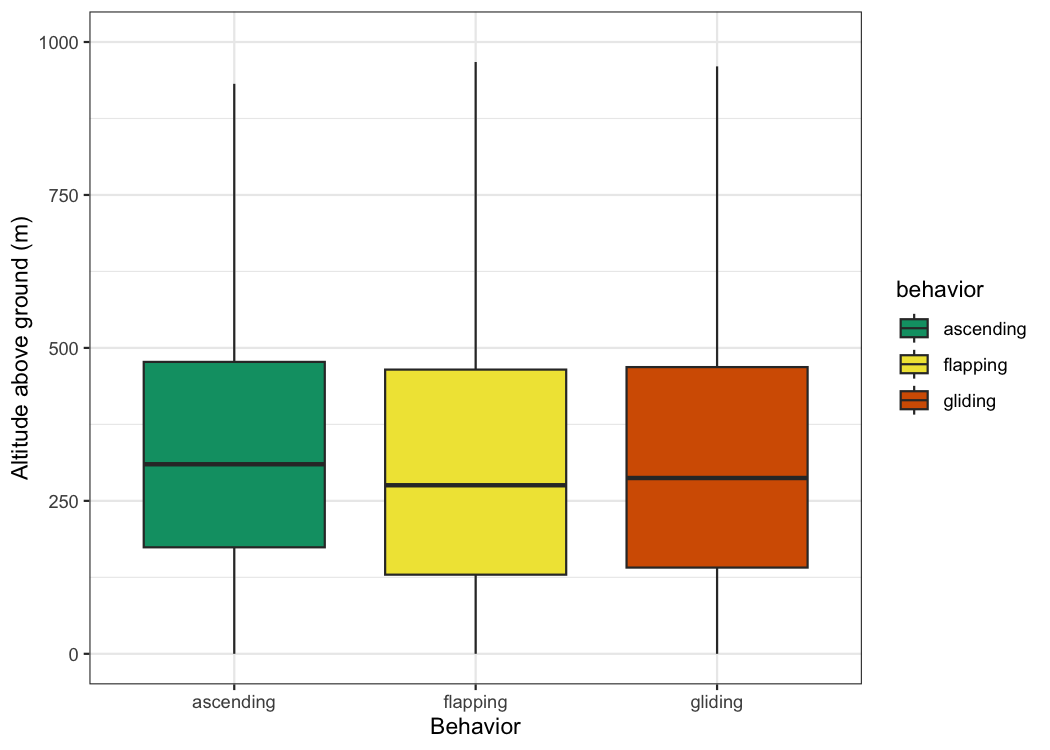 1000
750
500
250
0
Altitude above ground (m)
ascending
flapping
gliding
Behavior
behavior
ascending
flapping
gliding